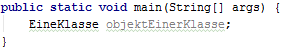 public static void main(String[] args) {
EineKlasse objektEinerKlasse;
}